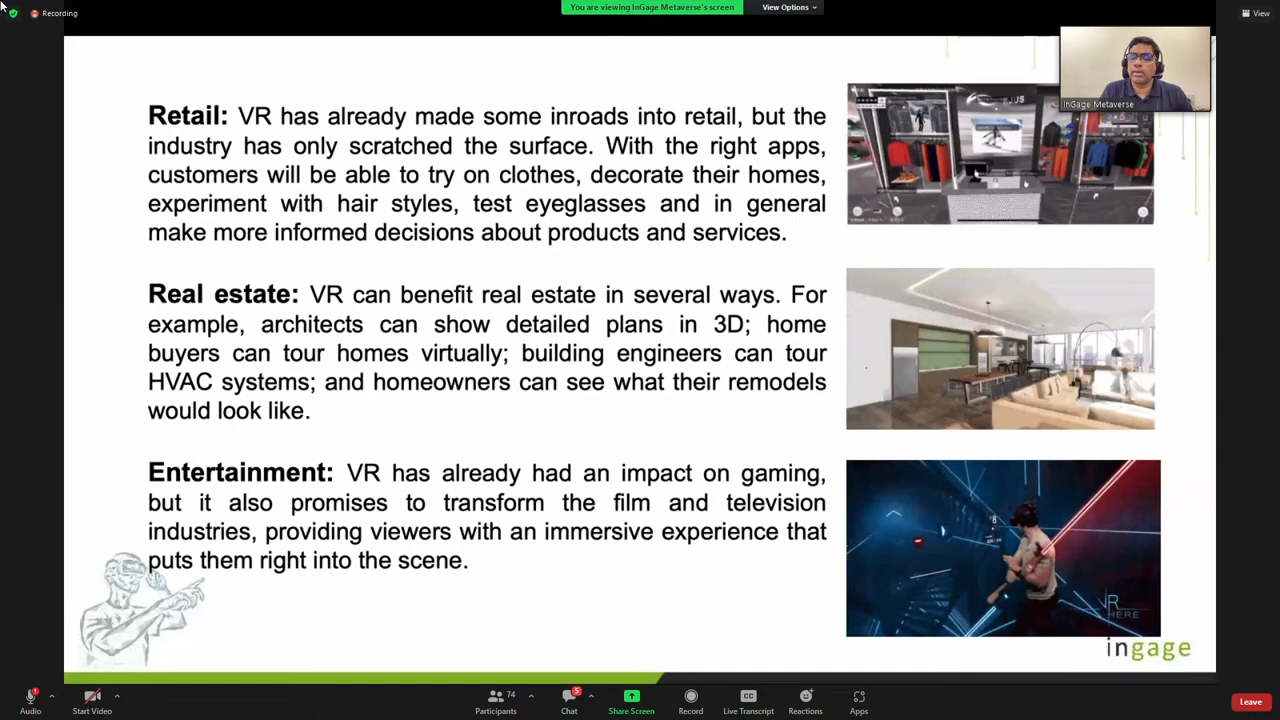 Recording
You are viewing InGage Metaverse's screen
View Options
View
InGage Metaverse
Retail: VR has already made some inroads into retail, but the
industry has only scratched the surface. With the right apps,
customers will be able to try on clothes, decorate their homes,
experiment with hair styles, test eyeglasses and in general
make more informed decisions about products and services.
Real estate: VR can benefit real estate in several ways. For
example, architects can show detailed plans in 3D; home
buyers can tour homes virtually; building engineers can tour
HVAC systems; and homeowners can see what their remodels
would look like.
Entertainment: VR has already had an impact on gaming,
but it also promises to transform the film and television
industries, providing viewers with an immersive experience that
puts them right into the scene.
VR
HERE
ingage
Audio
Start Video
Participants
74
Chat
5
Share Screen
Record
CC
Live Transcript
Reactions
Apps
Leave